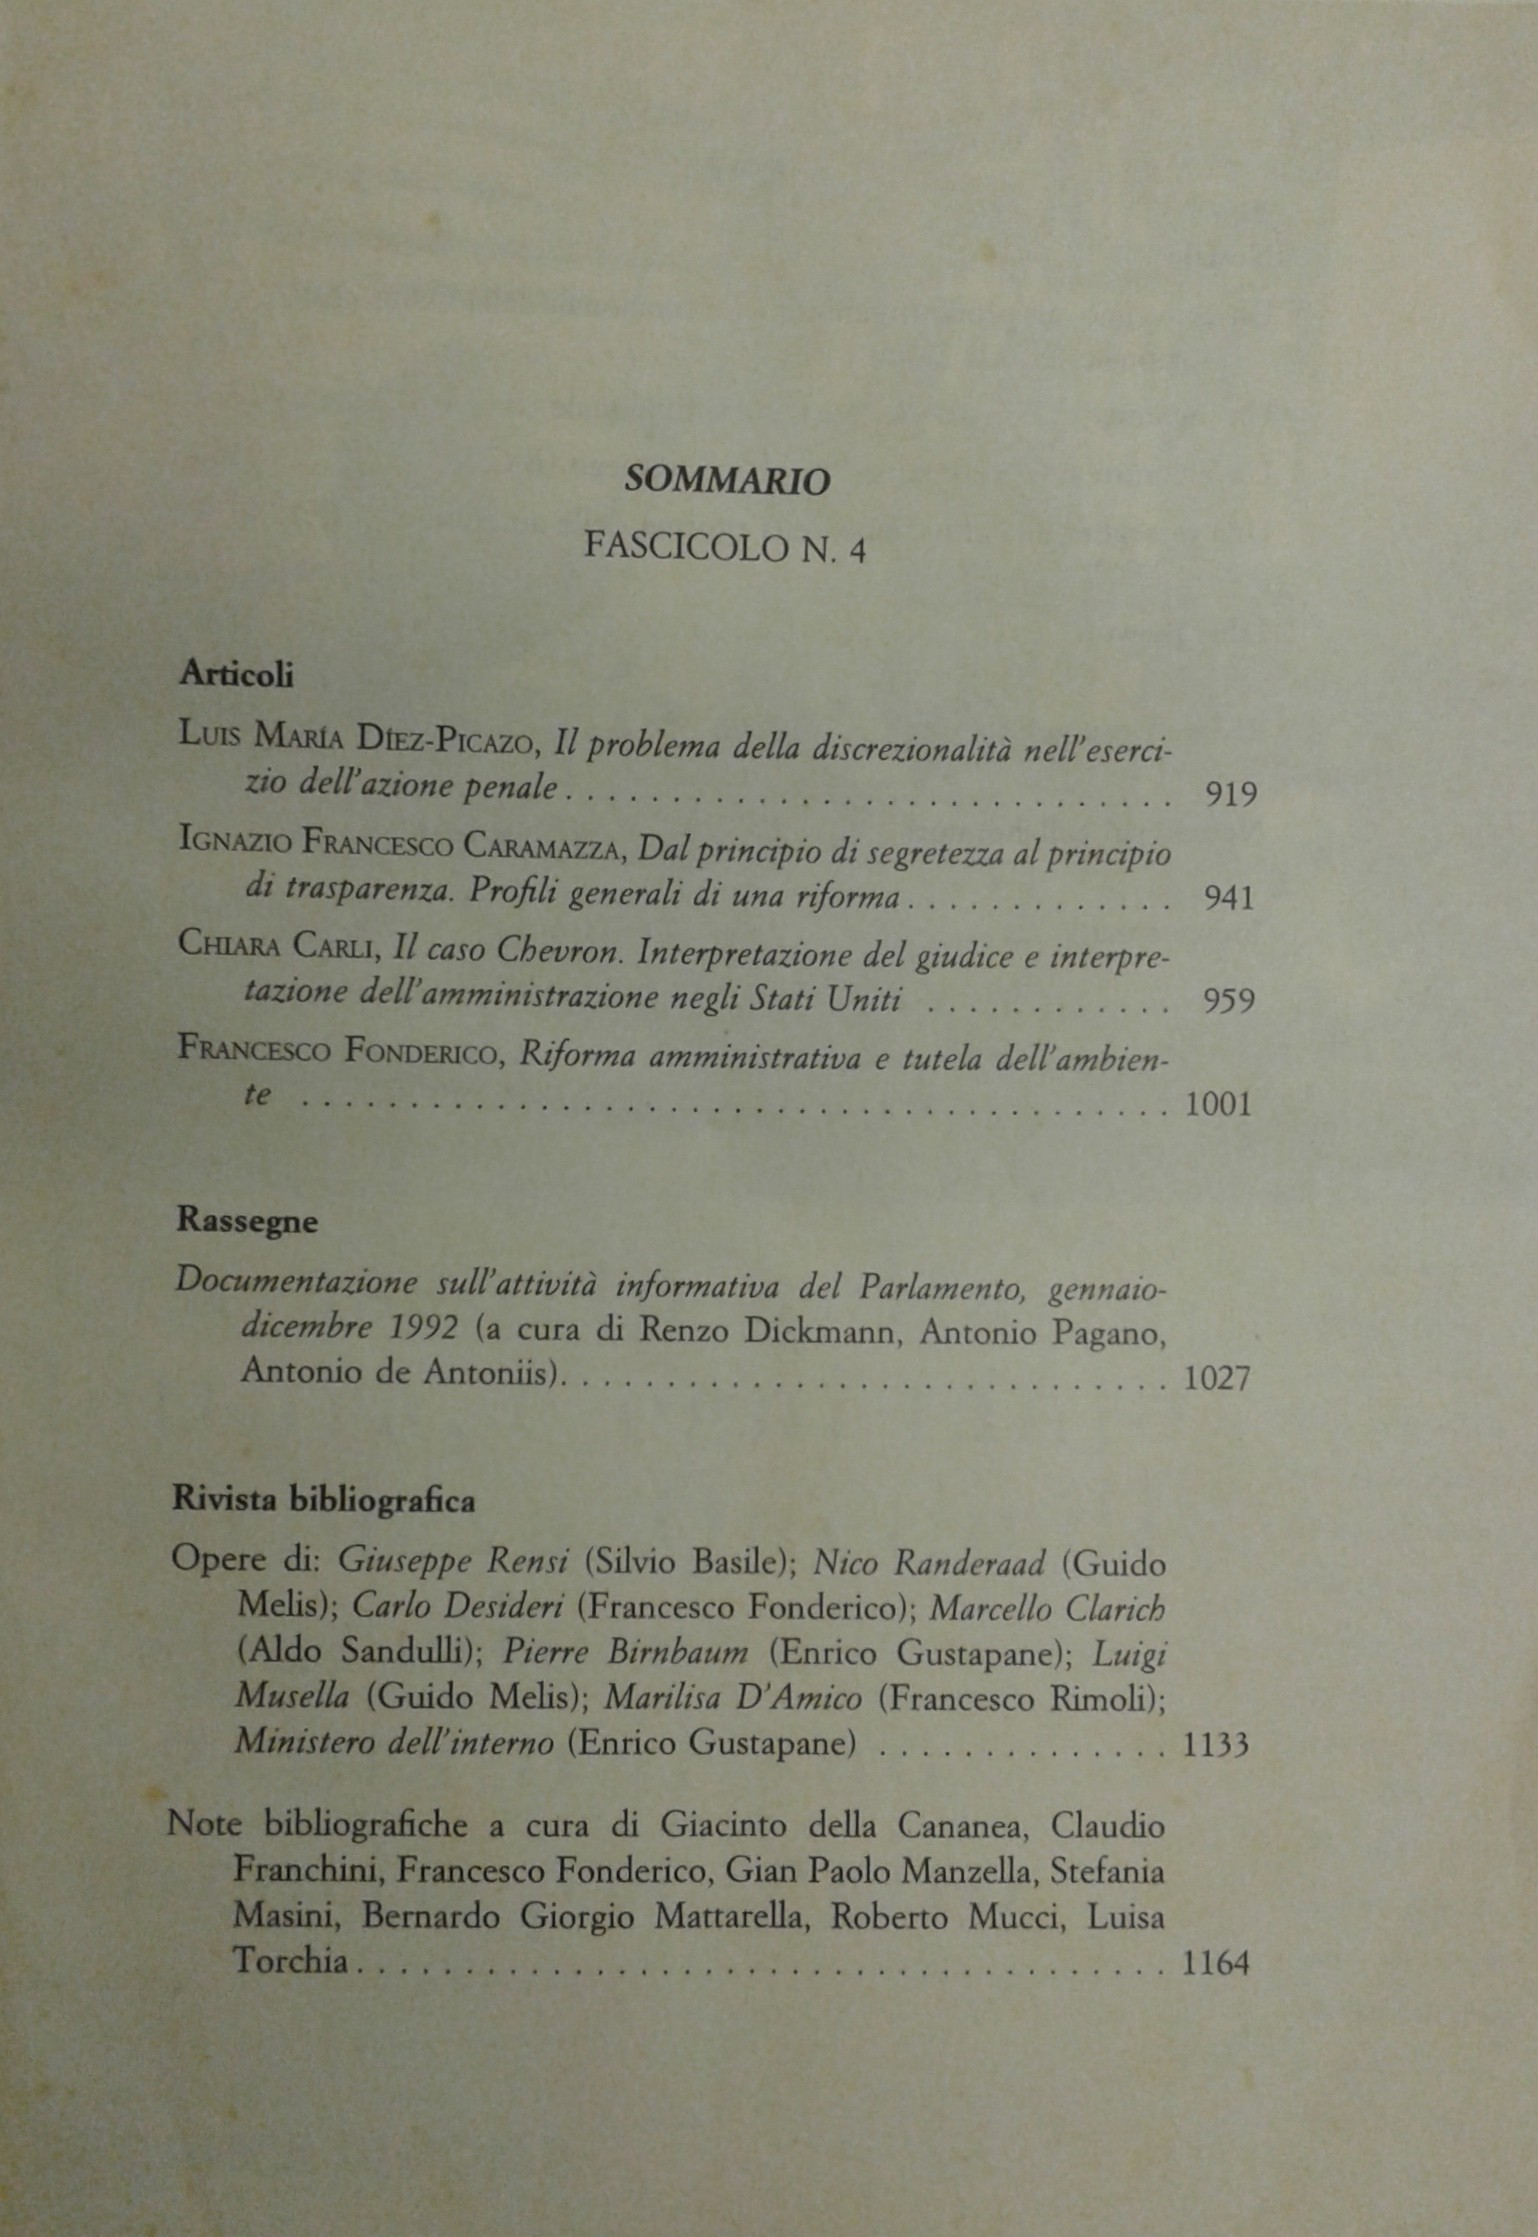 SOMMARIO
FASCICOLO N. 4
Articoli
LUIS MARÍA DÍEZ-PICAZO, Il problema della discrezionalità nell'eserci-
zio dell'azione penale . . . . . . . . . . . . . . . . . . . . . . . . . . . . 919
IGNAZIO FRANCESCO CARAMAZZA, Dal principio di segretezza al principio
di trasparenza. Profili generali di una riforma . . . . . . . . . . . . . 941
CHIARA CARLI, Il caso Chevron. Interpretazione del giudice e interpre-
tazione dell'amministrazione negli Stati Uniti . . . . . . . . . . . . 959
FRANCESCO FONDERICO, Riforma amministrativa e tutela dell'ambien-
te . . . . . . . . . . . . . . . . . . . . . . . . . . . . . . . . . . . . . . . . . 1001
Rassegne
Documentazione sull'attività informativa del Parlamento, gennaio-
dicembre 1992 (a cura di Renzo Dickmann, Antonio Pagano,
Antonio de Antoniis). . . . . . . . . . . . . . . . . . . . . . . . . . . . . 1027
Rivista bibliografica
Opere di: Giuseppe Rensi (Silvio Basile); Nico Randeraad (Guido
Melis); Carlo Desideri (Francesco Fonderico); Marcello Clarich
(Aldo Sandulli); Pierre Birnbaum (Enrico Gustapane); Luigi
Musella (Guido Melis); Marilisa D'Amico (Francesco Rimoli);
Ministero dell'interno (Enrico Gustapane) . . . . . . . . . . . . . . 1133
Note bibliografiche a cura di Giacinto della Cananea, Claudio
Franchini, Francesco Fonderico, Gian Paolo Manzella, Stefania
Masini, Bernardo Giorgio Mattarella, Roberto Mucci, Luisa
Torchia . . . . . . . . . . . . . . . . . . . . . . . . . . . . . . . . . . . . . . 1164